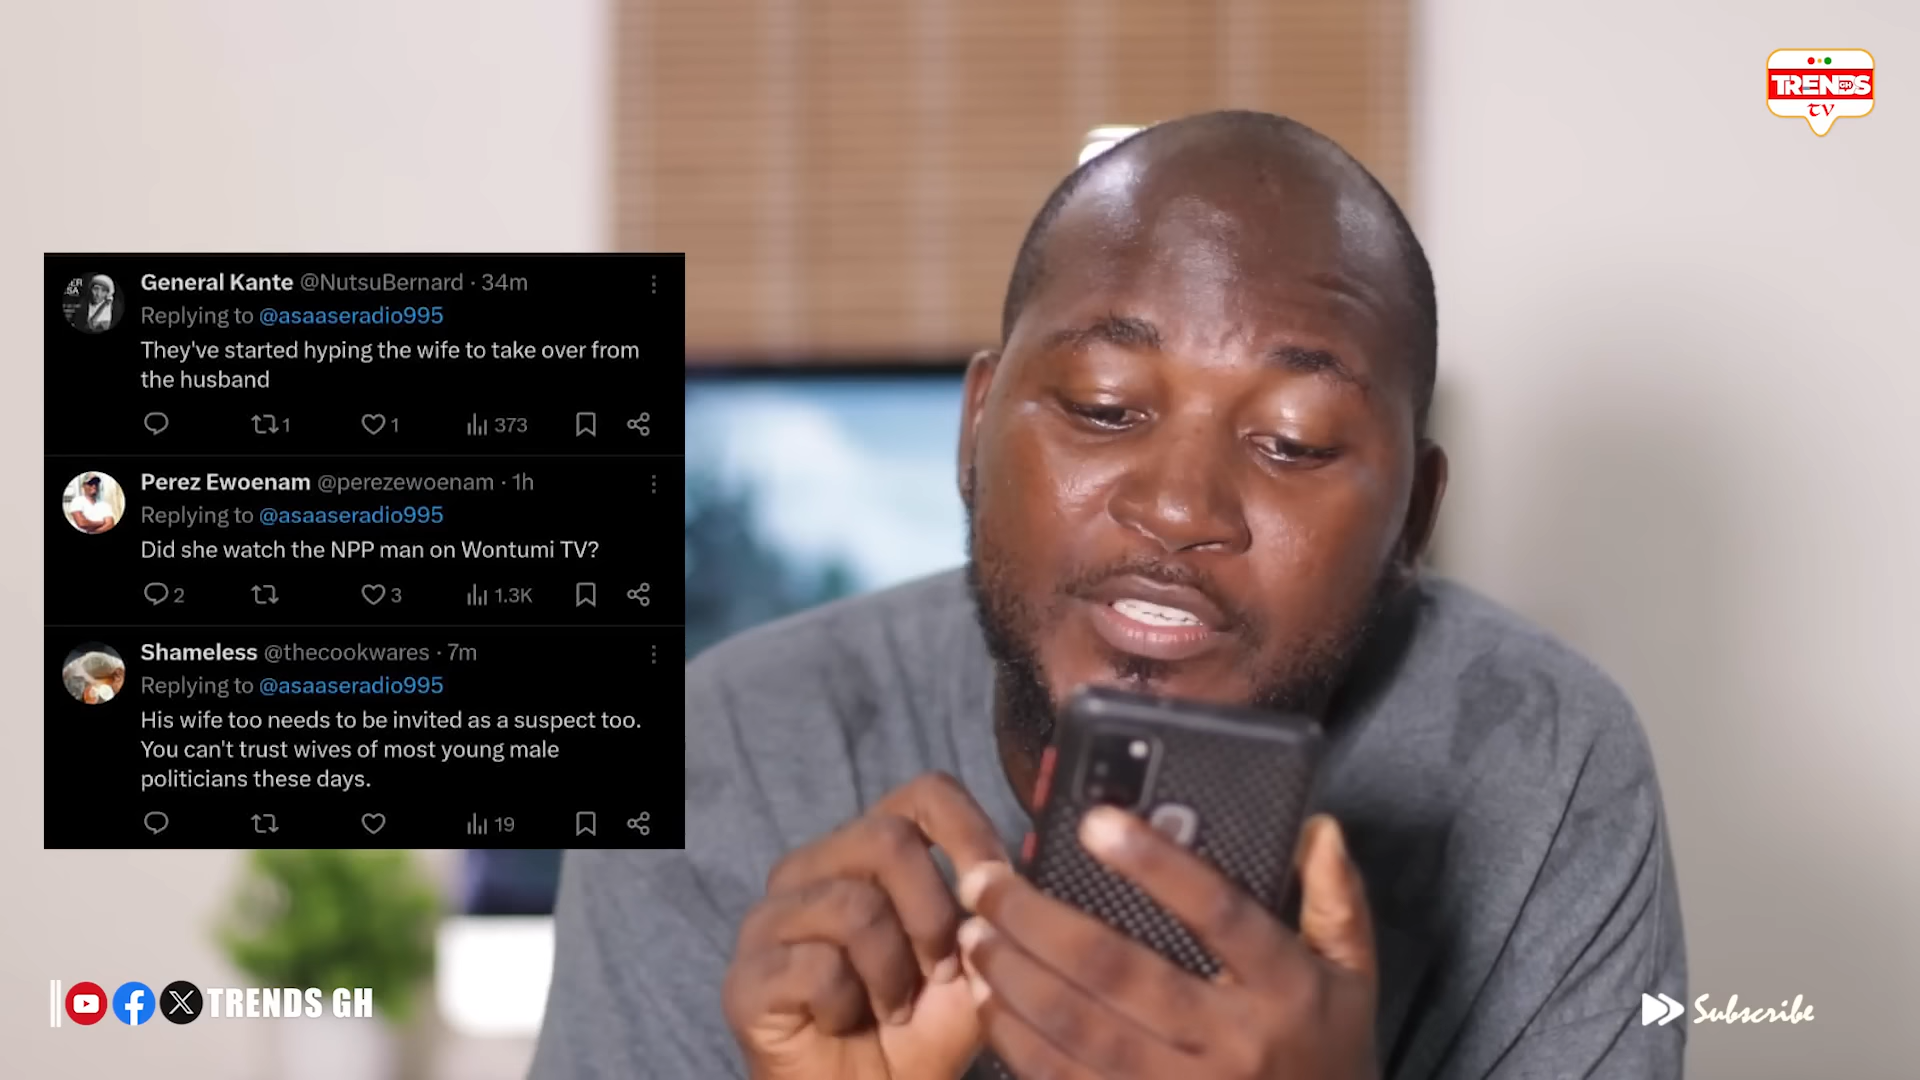 TRENDS
GH
TV
General Kante @NutsuBernard · 34m
Replying to @asaaseradio995
They've started hyping the wife to take over from
the husband
1 1 373
Perez Ewoenam @perezewoenam · 1h
Replying to @asaaseradio995
Did she watch the NPP man on Wontumi TV?
2 3 1.3K
Shameless @thecookwares · 7m
Replying to @asaaseradio995
His wife too needs to be invited as a suspect too.
You can't trust wives of most young male
politicians these days.
19
TRENDS GH
Subscribe